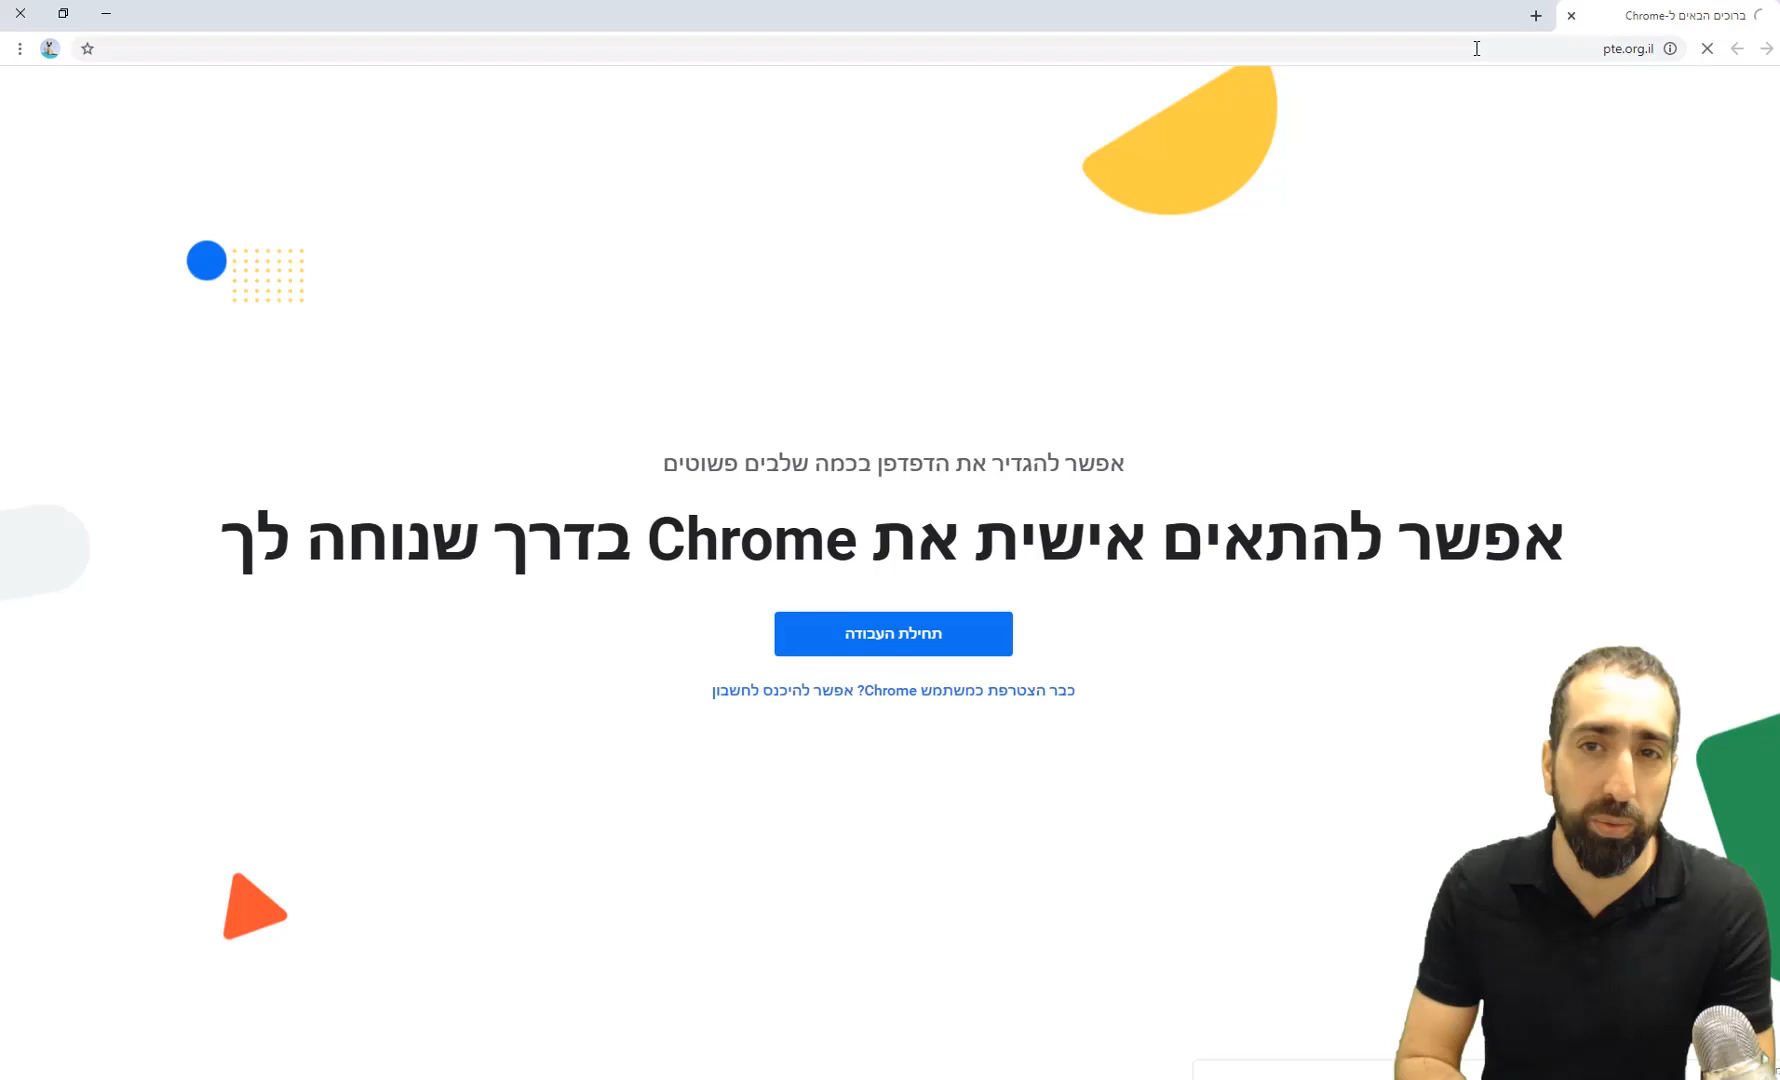 ברוכים הבאים ל-Chrome
pte.org.il
אפשר להגדיר את הדפדפן בכמה שלבים פשוטים
אפשר להתאים אישית את Chrome בדרך שנוחה לך
תחילת העבודה
כבר הצטרפת כמשתמש Chrome? אפשר להיכנס לחשבון